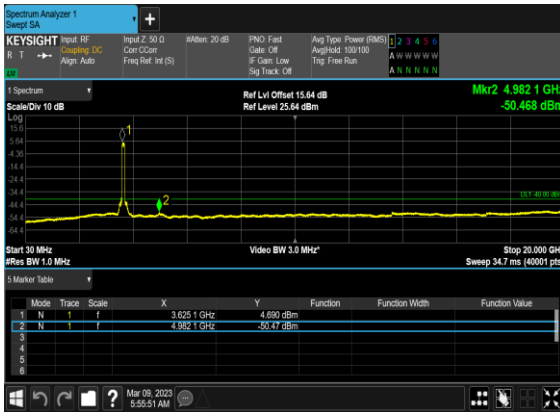 Spectrum Analyzer 1
Swept SA
+
KEYSIGHT
R T
LXI
Input: RF
Coupling: DC
Align: Auto
Input Z: 50 Ω
Corr CCorr
Freq Ref: Int (S)
#Atten: 20 dB
PNO: Fast
Gate: Off
IF Gain: Low
Sig Track: Off
Avg Type: Power (RMS)
Avg|Hold: 100/100
Trig: Free Run
1 2 3 4 5 6
A W W W W W
A N N N N N
1 Spectrum
Scale/Div 10 dB
Ref Lvl Offset 15.64 dB
Ref Level 25.64 dBm
Mkr2 4.982 1 GHz
-50.468 dBm
Log
15.6
5.64
-4.36
-14.4
-24.4
-34.4
-44.4
-54.4
-64.4
1
2
DL1 -40.00 dBm
Start 30 MHz
#Res BW 1.0 MHz
Video BW 3.0 MHz*
Stop 20.000 GHz
Sweep 34.7 ms (40001 pts)
5 Marker Table
Mode Trace Scale X Y Function Function Width Function Value
1 N 1 f 3.625 1 GHz 4.690 dBm
2 N 1 f 4.982 1 GHz -50.47 dBm
3
4
5
6
?
Mar 09, 2023
5:55:51 AM